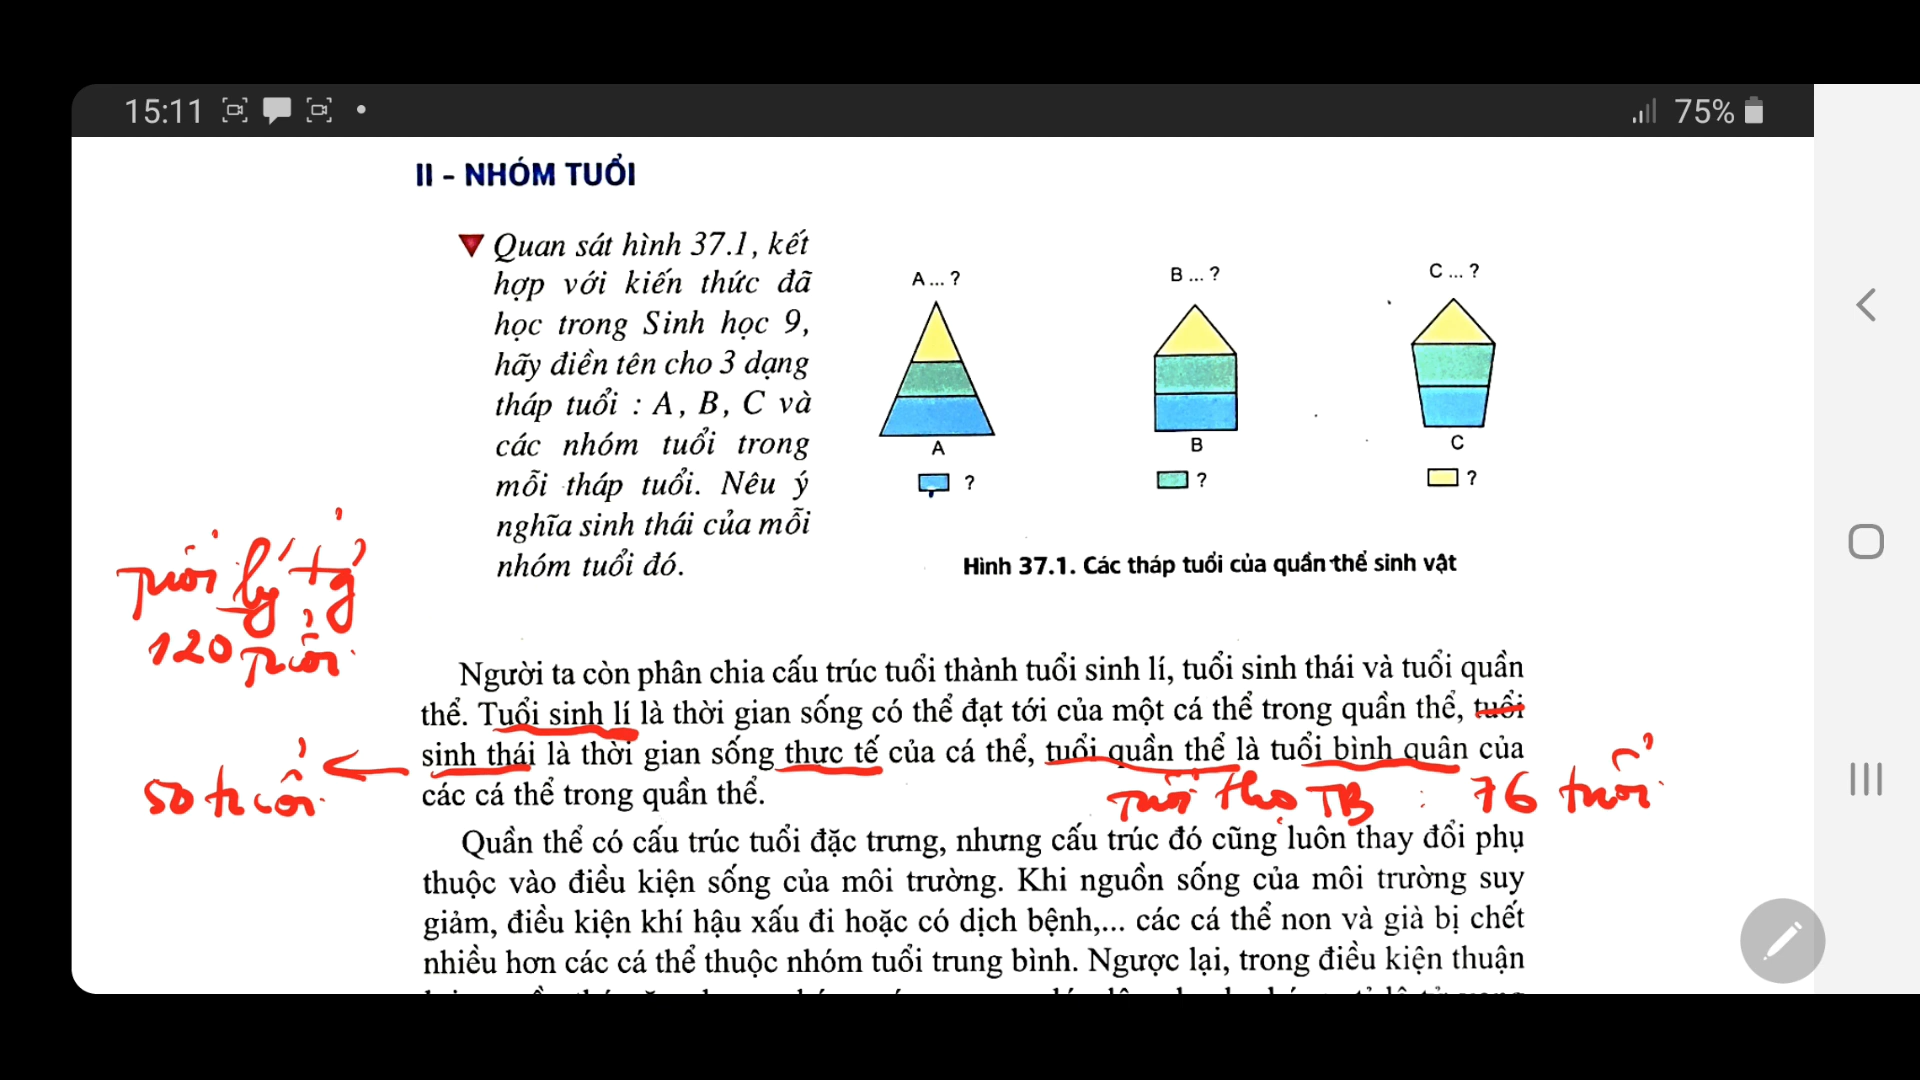 15:11
75%
II - NHÓM TUỔI
Quan sát hình 37.1, kết
hợp với kiến thức đã
học trong Sinh học 9,
hãy điền tên cho 3 dạng
tháp tuổi : A, B, C và
các nhóm tuổi trong
mỗi tháp tuổi. Nêu ý
nghĩa sinh thái của mỗi
nhóm tuổi đó.
A ... ?
B ... ?
C ... ?
A
B
C
?
?
?
Hình 37.1. Các tháp tuổi của quần thể sinh vật
Tuổi lý
120 tuổi
Người ta còn phân chia cấu trúc tuổi thành tuổi sinh lí, tuổi sinh thái và tuổi quần
thể. Tuổi sinh lí là thời gian sống có thể đạt tới của một cá thể trong quần thể, tuổi
sinh thái là thời gian sống thực tế của cá thể, tuổi quần thể là tuổi bình quân của
các cá thể trong quần thể.
50 tuổi
Tuổi thọ TB : 76 tuổi
Quần thể có cấu trúc tuổi đặc trưng, nhưng cấu trúc đó cũng luôn thay đổi phụ
thuộc vào điều kiện sống của môi trường. Khi nguồn sống của môi trường suy
giảm, điều kiện khí hậu xấu đi hoặc có dịch bệnh,... các cá thể non và già bị chết
nhiều hơn các cá thể thuộc nhóm tuổi trung bình. Ngược lại, trong điều kiện thuận